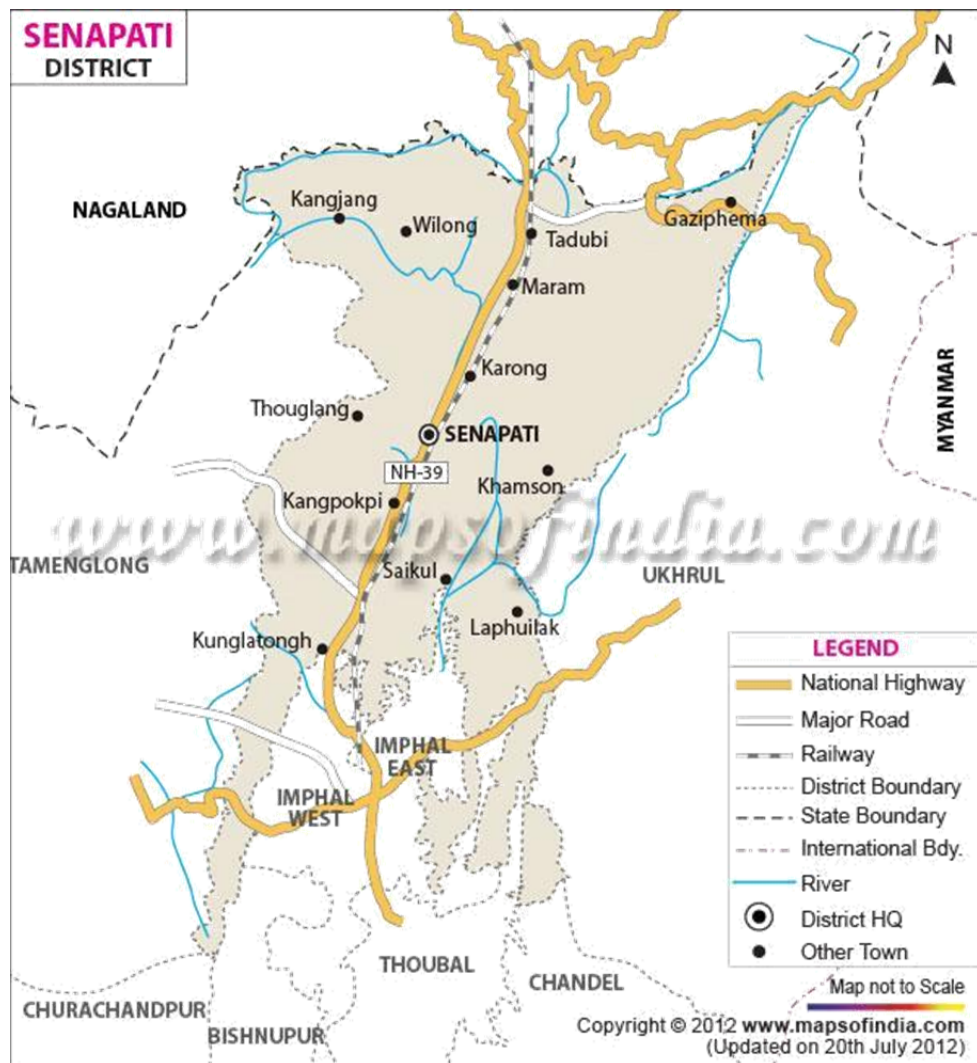 SENAPATI
DISTRICT
N
NAGALAND
Kangjang
Wilong
Tadubi
Gaziphema
Maram
MYANMAR
Karong
Thouglang
SENAPATI
NH-39
Khamson
Kangpokpi
www.mapsofindia.com
TAMENGLONG
Saikul
UKHRUL
Laphuilak
Kunglatongh
LEGEND
National Highway
Major Road
Railway
District Boundary
State Boundary
International Bdy.
River
District HQ
Other Town
IMPHAL
EAST
IMPHAL
WEST
THOUBAL
CHANDEL
CHURACHANDPUR
BISHNUPUR
Map not to Scale
Copyright © 2012 www.mapsofindia.com
(Updated on 20th July 2012)